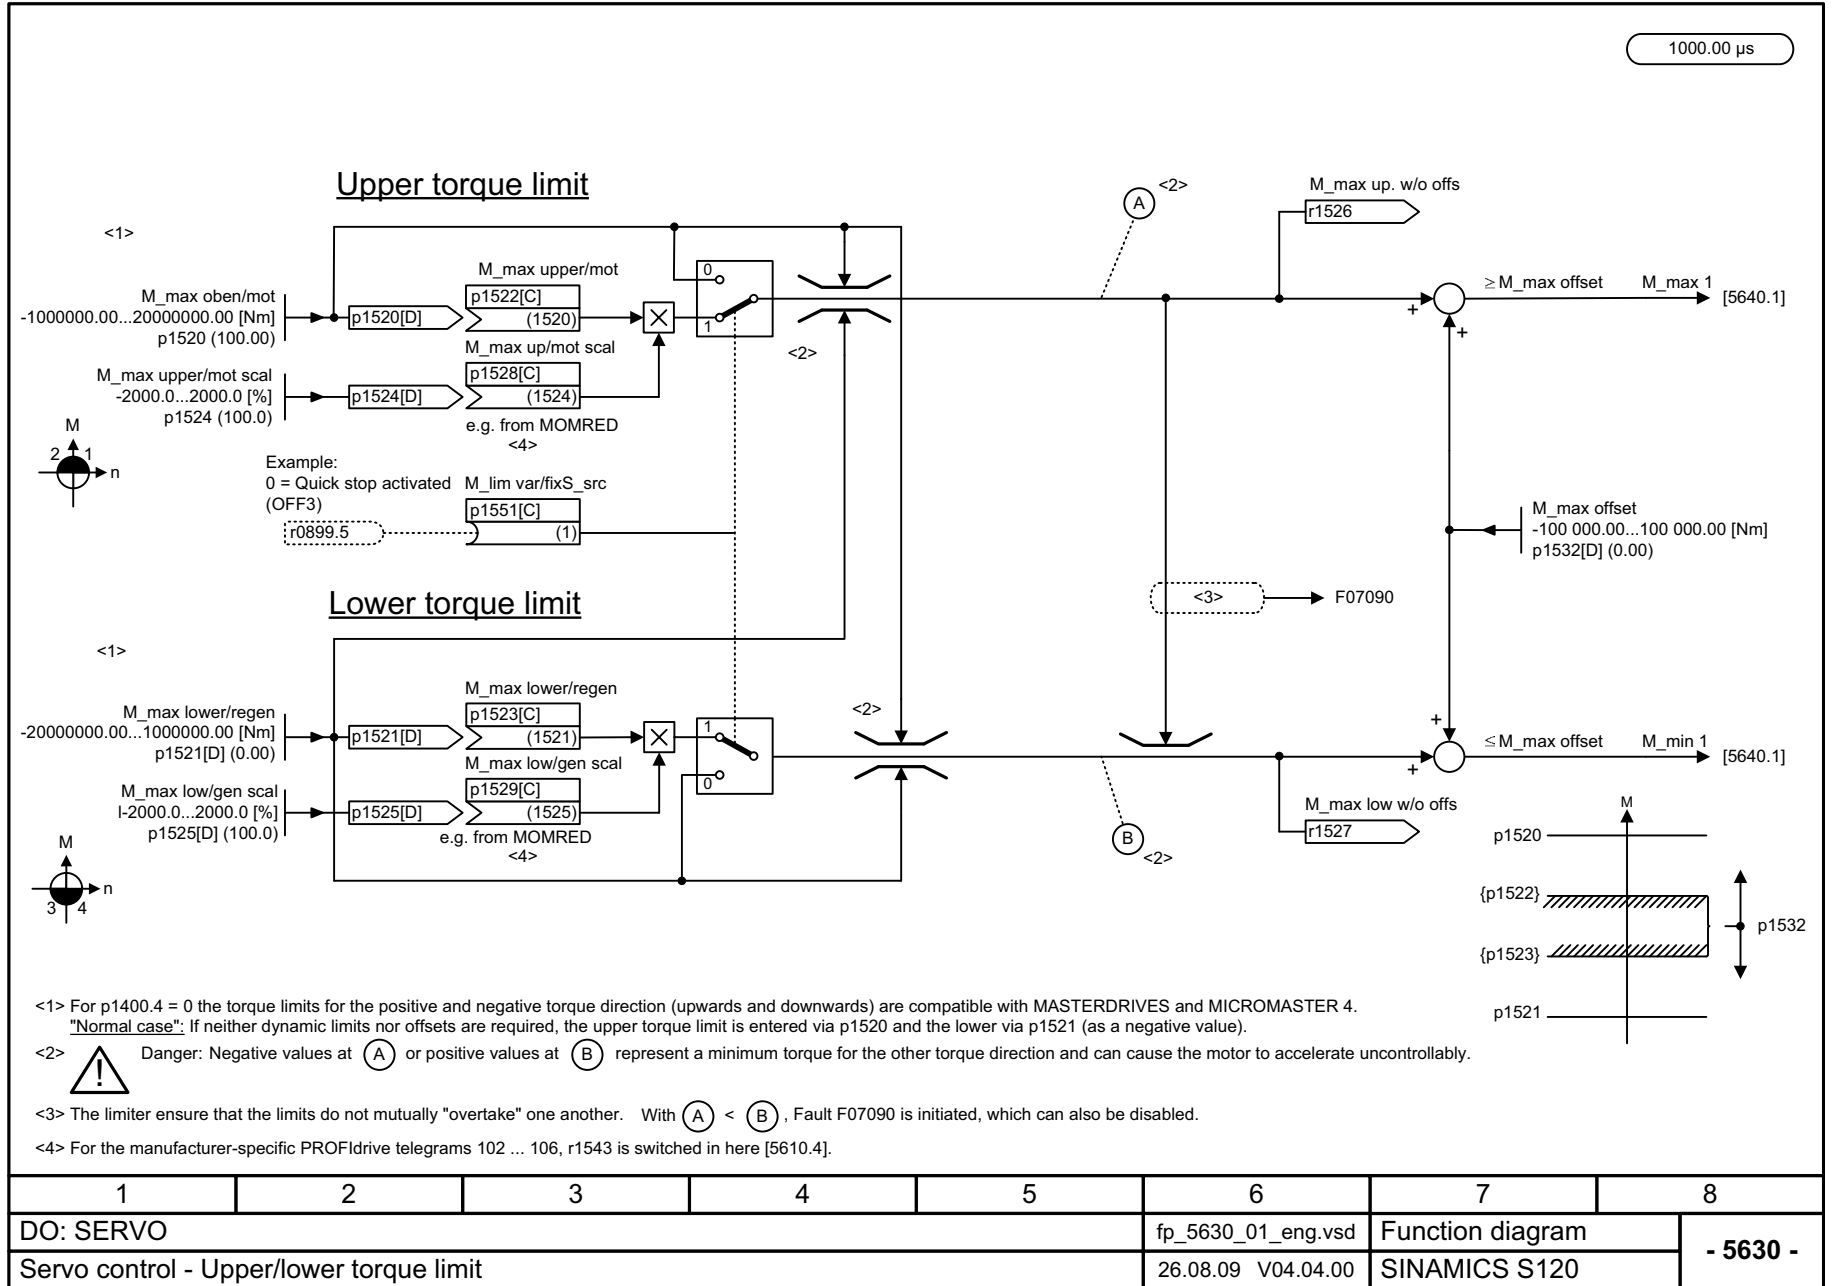 1000.00 µs
Upper torque limit
<1>
M_max oben/mot
-1000000.00...20000000.00 [Nm]
p1520 (100.00)
p1520[D]
M_max upper/mot
p1522[C]
(1520)
M_max upper/mot scal
-2000.0...2000.0 [%]
p1524 (100.0)
p1524[D]
M_max up/mot scal
p1528[C]
(1524)
e.g. from MOMRED
<4>
0
1
<2>
A
<2>
M_max up. w/o offs
r1526
+
+
≥ M_max offset
M_max 1
[5640.1]
M
2 1
n
Example:
0 = Quick stop activated
(OFF3)
r0899.5
M_lim var/fixS_src
p1551[C]
(1)
M_max offset
-100 000.00...100 000.00 [Nm]
p1532[D] (0.00)
<3>
F07090
Lower torque limit
<1>
M_max lower/regen
-20000000.00...1000000.00 [Nm]
p1521[D] (0.00)
p1521[D]
M_max lower/regen
p1523[C]
(1521)
M_max low/gen scal
l-2000.0...2000.0 [%]
p1525[D] (100.0)
p1525[D]
M_max low/gen scal
p1529[C]
(1525)
e.g. from MOMRED
<4>
1
0
<2>
B
<2>
M_max low w/o offs
r1527
+
+
≤ M_max offset
M_min 1
[5640.1]
M
n
3 4
M
p1520
{p1522}
p1532
{p1523}
p1521
<1> For p1400.4 = 0 the torque limits for the positive and negative torque direction (upwards and downwards) are compatible with MASTERDRIVES and MICROMASTER 4.
"Normal case": If neither dynamic limits nor offsets are required, the upper torque limit is entered via p1520 and the lower via p1521 (as a negative value).
<2> ! Danger: Negative values at A or positive values at B represent a minimum torque for the other torque direction and can cause the motor to accelerate uncontrollably.
<3> The limiter ensure that the limits do not mutually "overtake" one another. With A < B , Fault F07090 is initiated, which can also be disabled.
<4> For the manufacturer-specific PROFIdrive telegrams 102 ... 106, r1543 is switched in here [5610.4].
1 2 3 4 5 6 7 8
DO: SERVO
fp_5630_01_eng.vsd
Function diagram
- 5630 -
Servo control - Upper/lower torque limit
26.08.09 V04.04.00
SINAMICS S120